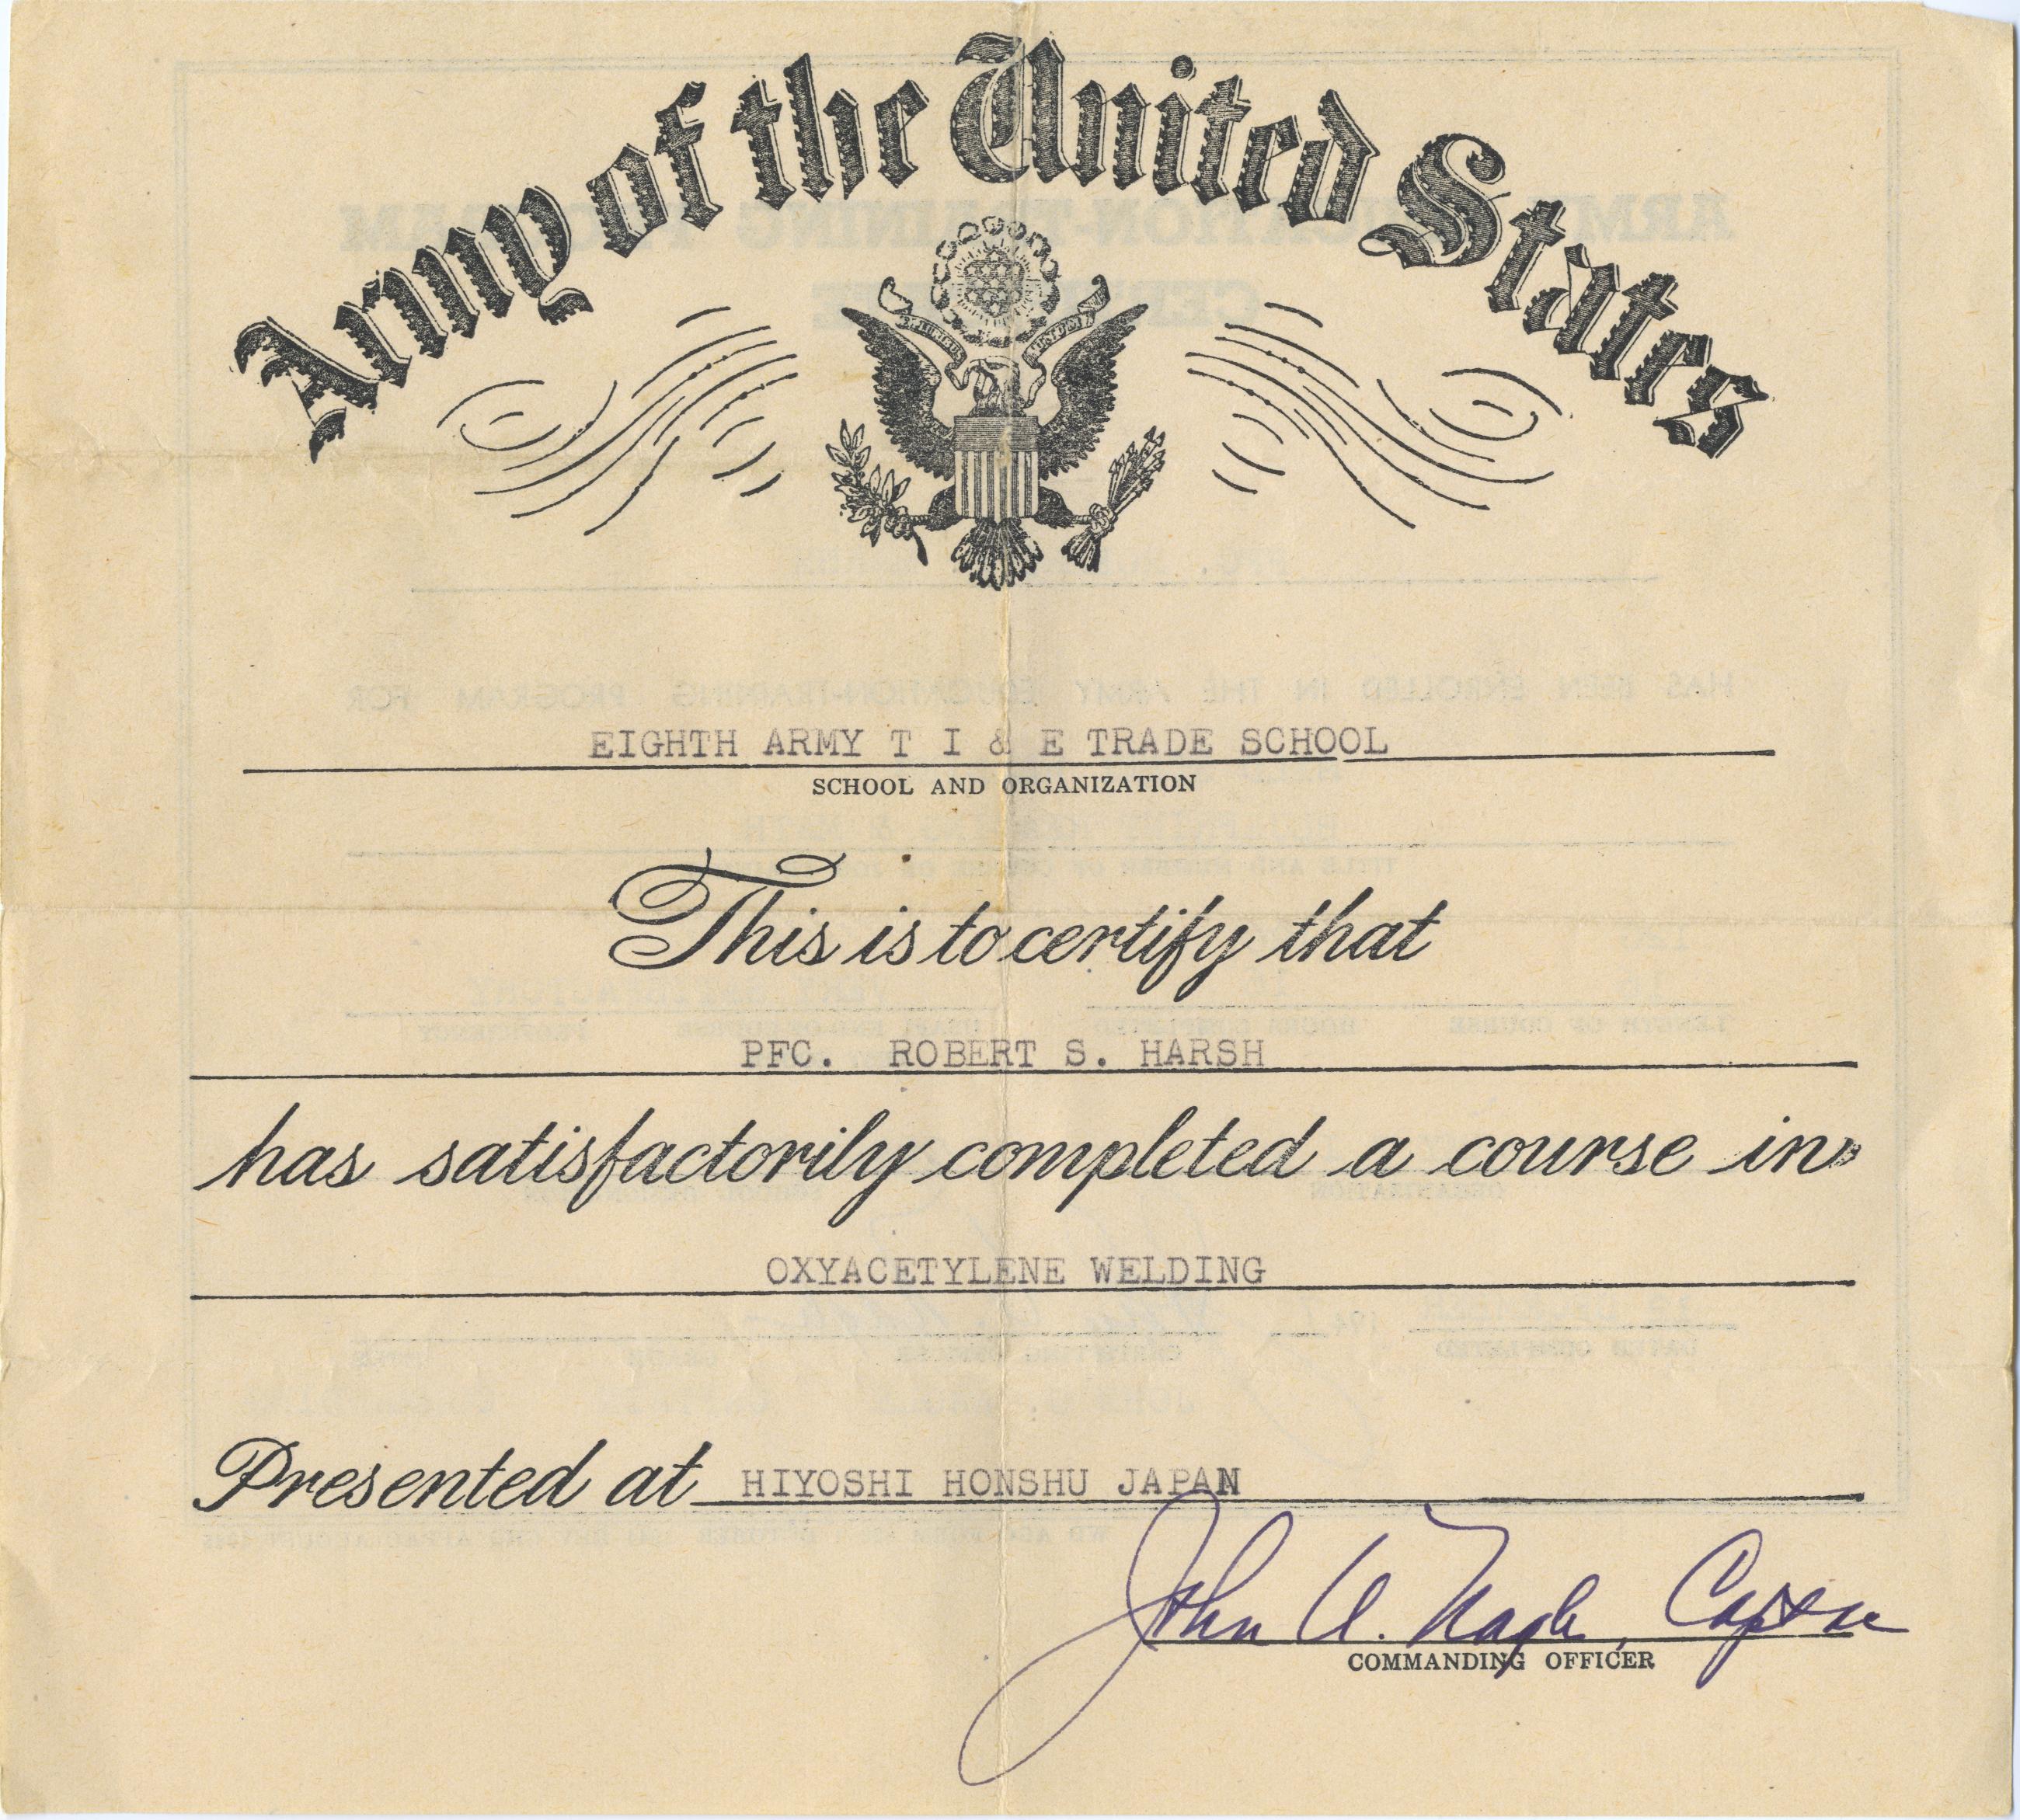 Army of the United States
EIGHTH ARMY T I & E TRADE SCHOOL
SCHOOL AND ORGANIZATION
This is to certify that
PFC. ROBERT S. HARSH
has satisfactorily completed a course in
OXYACETYLENE WELDING
Presented at HIYOSHI HONSHU JAPAN
John
COMMANDING OFFICER